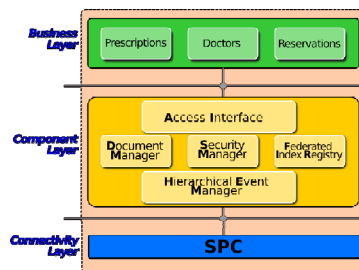 Business
Layer
Prescriptions
Doctors
Reservations
Component
Layer
Access Interface
Document
Manager
Security
Manager
Federated
Index Registry
Hierarchical Event
Manager
Connectivity
Layer
SPC